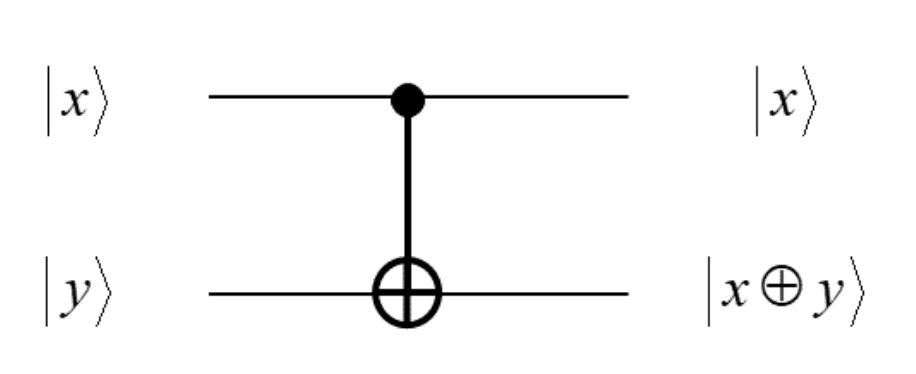 |x⟩ |x⟩
|y⟩ |x ⊕ y⟩